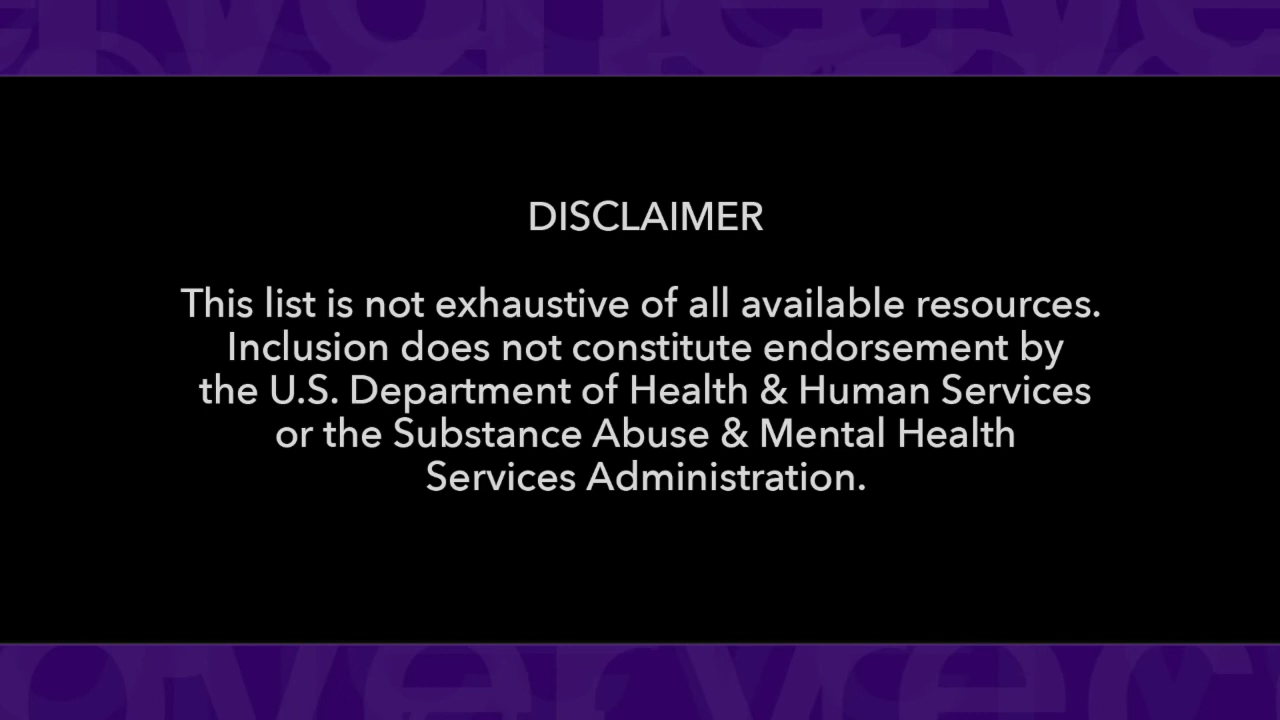 DISCLAIMER
This list is not exhaustive of all available resources.
Inclusion does not constitute endorsement by
the U.S. Department of Health & Human Services
or the Substance Abuse & Mental Health
Services Administration.